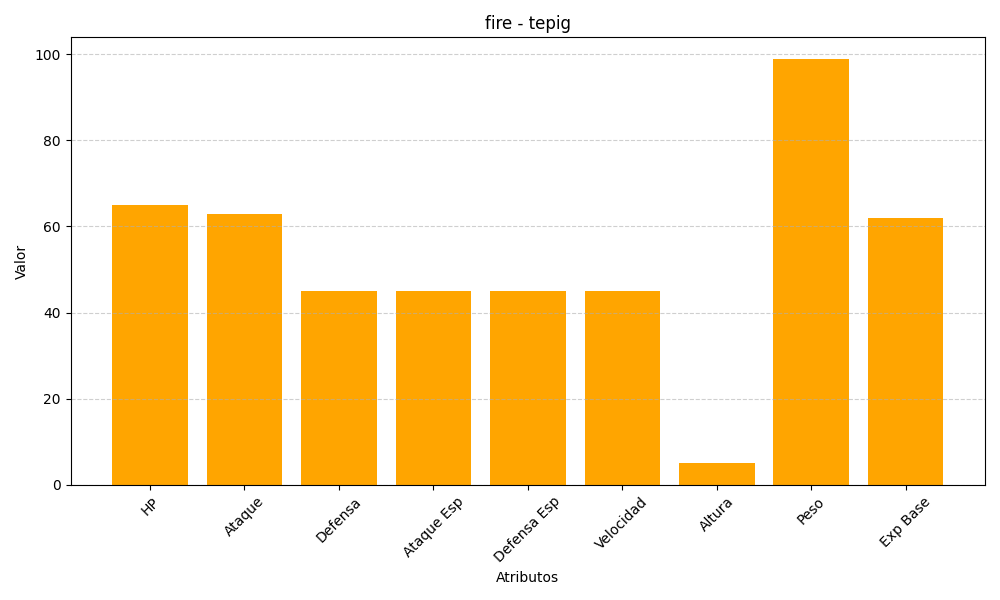 fire - tepig
100
80
60
40
20
0
Valor
HP
Ataque
Defensa
Ataque Esp
Defensa Esp
Velocidad
Altura
Peso
Exp Base
Atributos